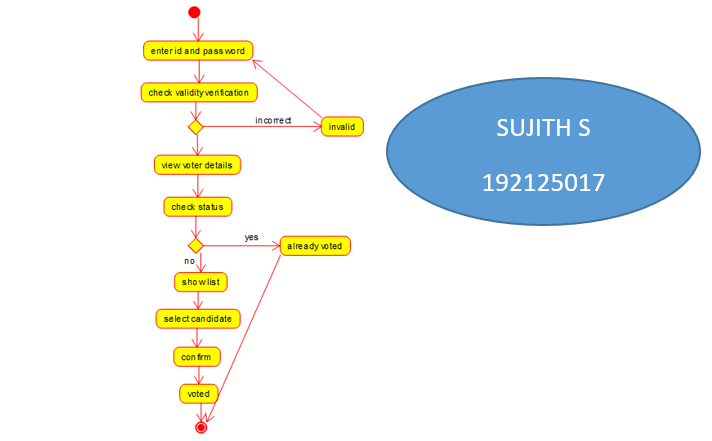 enter id and password
check validity verification
incorrect
invalid
view voter details
check status
yes
already voted
no
show list
select candidate
confirm
voted
SUJITH S
192125017